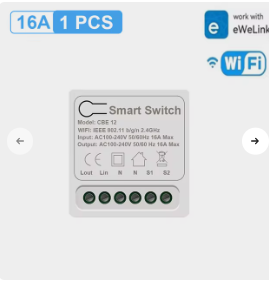 16A 1 PCS
work with
eWeLink
WiFi
Smart Switch
Model: CBE 12
WIFI: IEEE 802.11 b/g/n 2.4GHz
Input: AC100-240V 50/60Hz 16A Max
Output: AC100-240V 50/60 Hz 16A Max
Lout Lin N N S1 S2